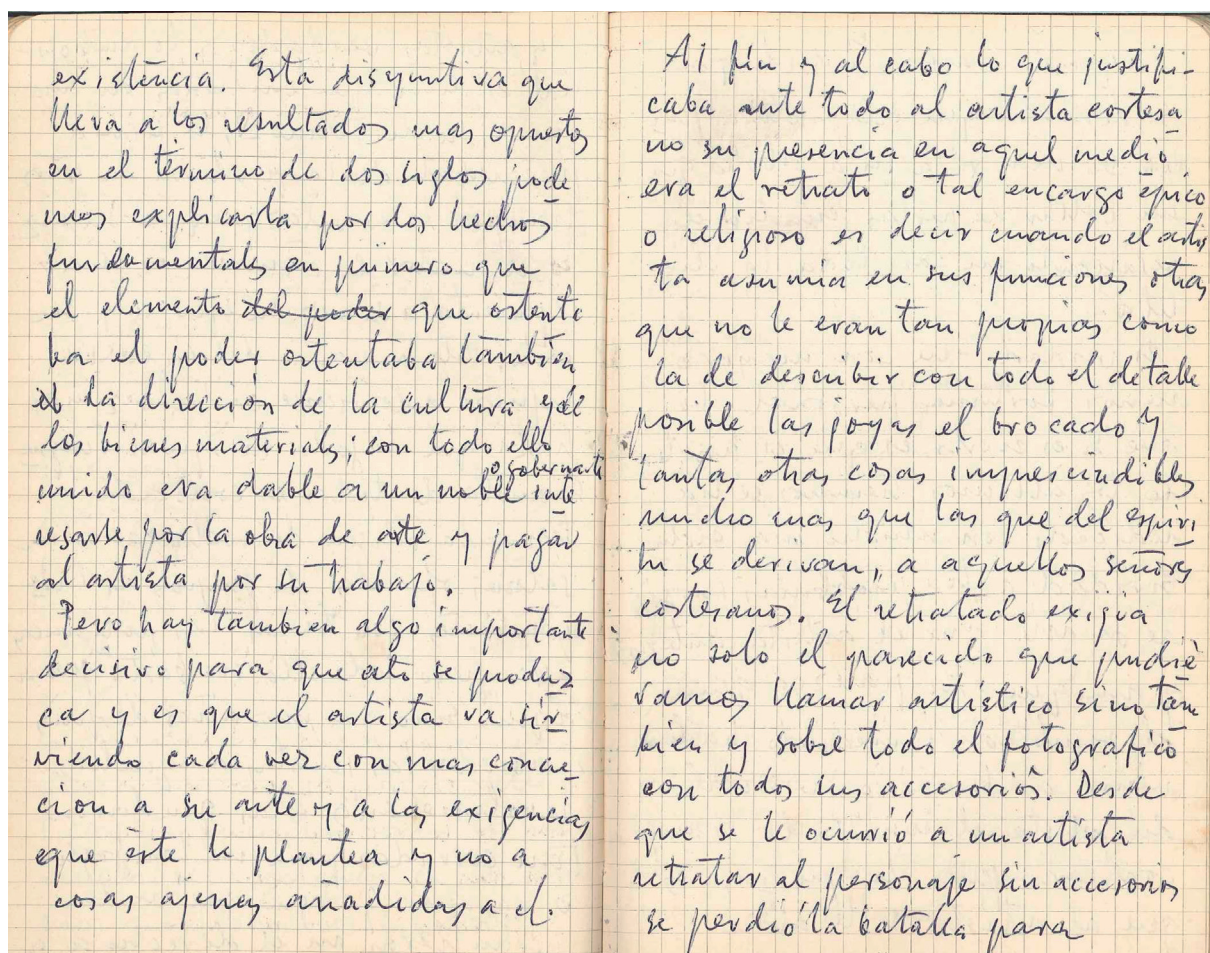 existencia. Esta disyuntiva que
lleva a los resultados mas opuestos
en el término de dos siglos pode
mos explicarla por dos hechos
fundamentales en primero que
el elemento del poder que ostenta
ba el poder ostentaba también
el la dirección de la cultura y de
los bienes materiales; con todo ello
o gobernante
unido era dable a un noble inte
resarse por la obra de arte y pagar
al artista por su trabajo.
Pero hay tambien algo importante
decisivo para que esto se produz
ca y es que el artista va sir
viendo cada vez con mas concre
cion a su arte y a las exigencias
que éste le plantea y no a
cosas ajenas añadidas a el.
Al fin y al cabo lo que justifi-
caba ante todo al artista cortesa
no su presencia en aquel medio
era el retrato o tal encargo épico
o religioso es decir cuando el artis
ta asumia en sus funciones otras
que no le eran tan propias como
la de describir con todo el detalle
posible las joyas el brocado y
tantas otras cosas imprescindibles
mucho mas que las que del espiri
tu se derivan, a aquellos señores
cortesanos. El retratado exijia
no solo el parecido que pudié
ramos llamar artistico sino tam
bien y sobre todo el fotografico
con todos sus accesorios. Desde
que se le ocurrió a un artista
retratar al personaje sin accesorios
se perdió la batalla para